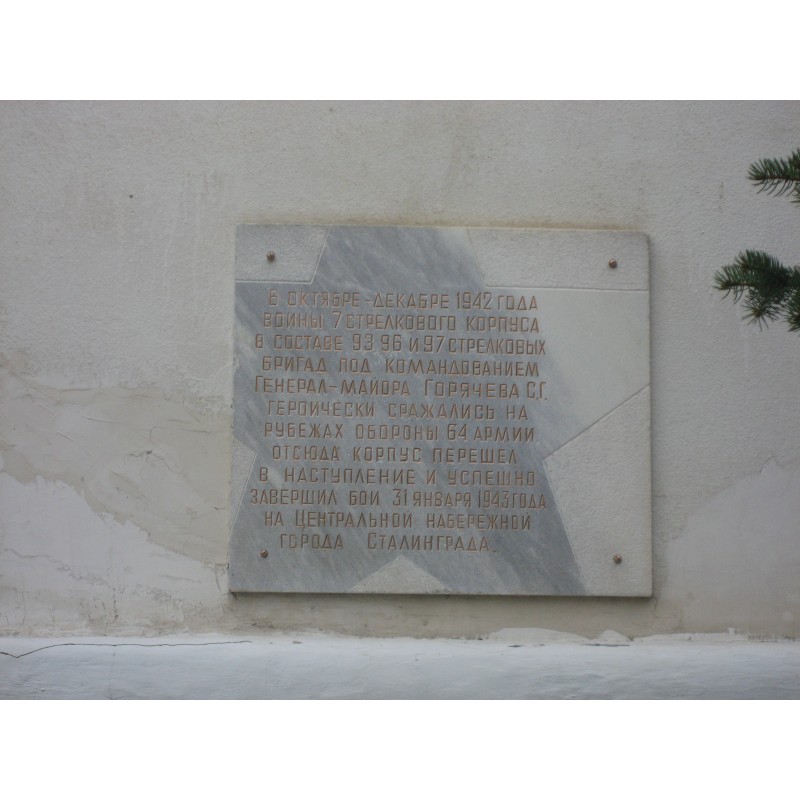 В октябре-декабре 1942 года
воины 7 стрелкового корпуса
в составе 93 96 и 97 стрелковых
бригад под командованием
Генерал-майора Горячева С.Г.
героически сражались на
рубежах обороны 64 армии.
Отсюда корпус перешел
в наступление и успешно
завершил бои 31 января 1943 года
на Центральной набережной
города Сталинграда.